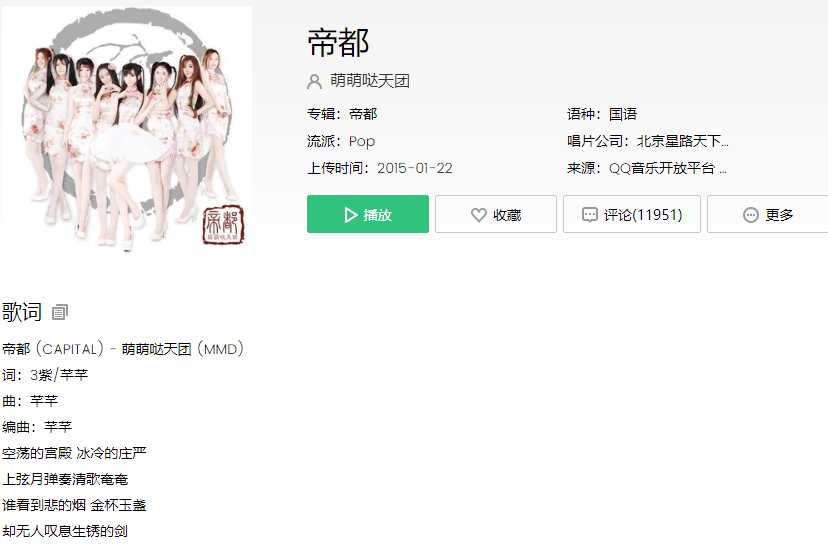 帝都
萌萌哒天团
专辑：帝都
语种：国语
流派：Pop
唱片公司：北京星路天下...
上传时间：2015-01-22
来源：QQ音乐开放平台 ...
播放
收藏
评论(11951)
更多
帝都
歌词
帝都 (CAPITAL) - 萌萌哒天团 (MMD)
词：3紫/芊芊
曲：芊芊
编曲：芊芊
空荡的宫殿 冰冷的庄严
上弦月弹奏清歌奄奄
谁看到悲的烟 金杯玉盏
却无人叹息生锈的剑